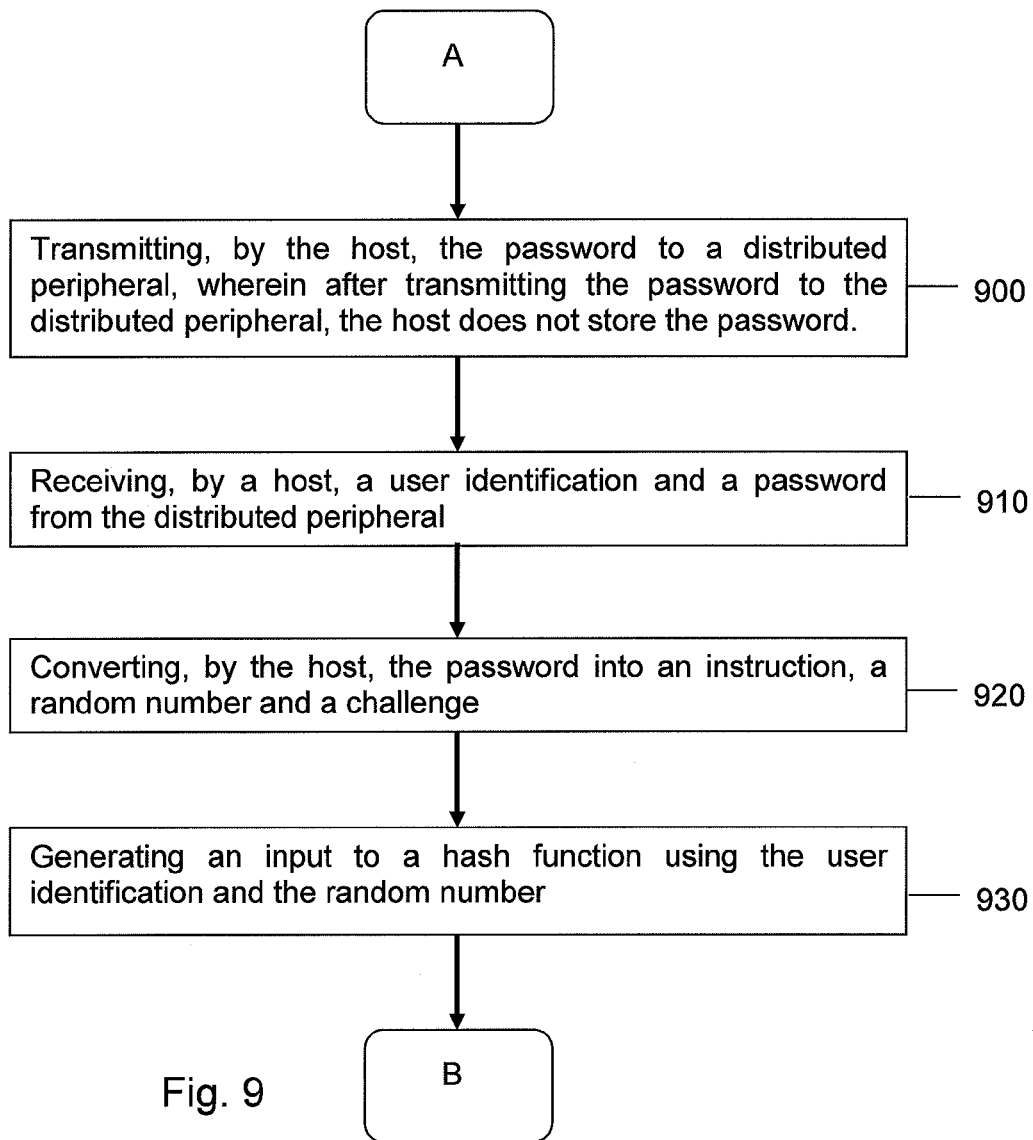 A
Transmitting, by the host, the password to a distributed
peripheral, wherein after transmitting the password to the
distributed peripheral, the host does not store the password.
900
Receiving, by a host, a user identification and a password
from the distributed peripheral
910
Converting, by the host, the password into an instruction, a
random number and a challenge
920
Generating an input to a hash function using the user
identification and the random number
930
B
Fig. 9